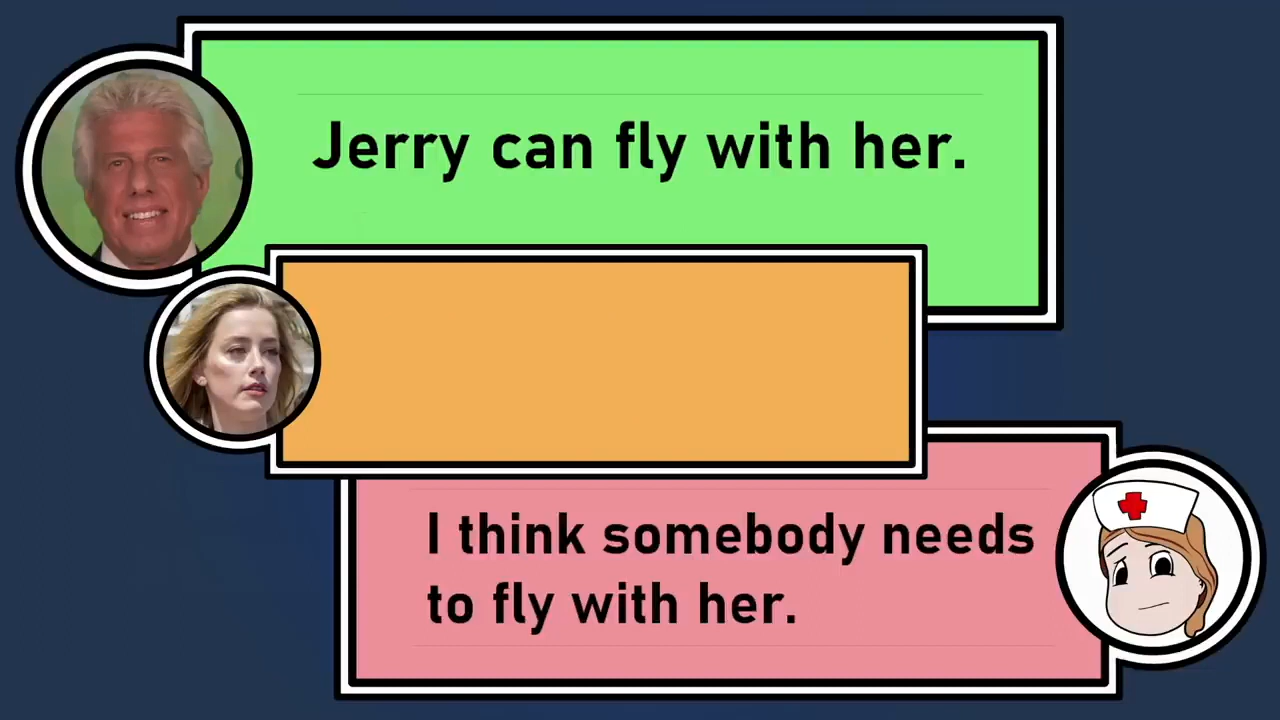 Jerry can fly with her.
I think somebody needs
to fly with her.